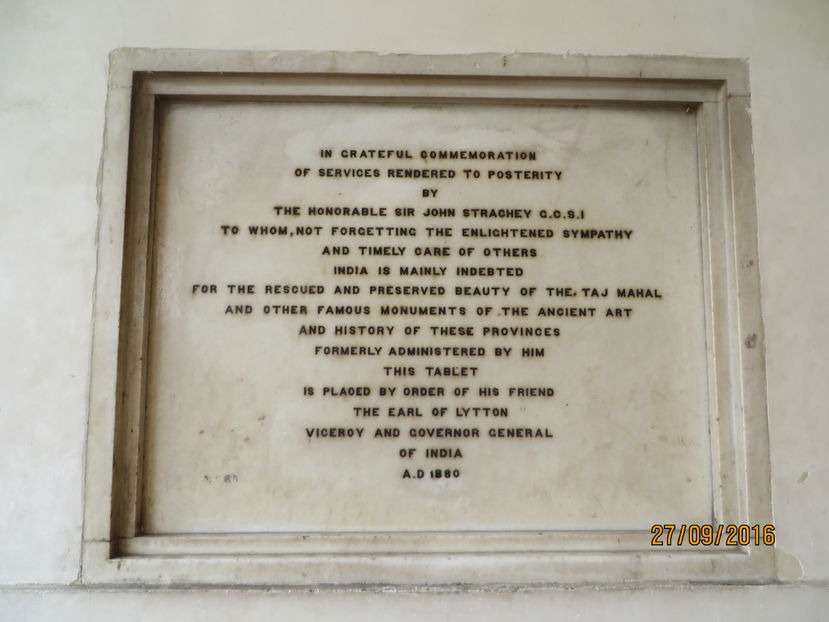 IN GRATEFUL COMMEMORATION
OF SERVICES RENDERED TO POSTERITY
BY
THE HONORABLE SIR JOHN STRACHEY G.C.S.I
TO WHOM, NOT FORGETTING THE ENLIGHTENED SYMPATHY
AND TIMELY CARE OF OTHERS
INDIA IS MAINLY INDEBTED
FOR THE RESCUED AND PRESERVED BEAUTY OF THE TAJ MAHAL
AND OTHER FAMOUS MONUMENTS OF THE ANCIENT ART
AND HISTORY OF THESE PROVINCES
FORMERLY ADMINISTERED BY HIM
THIS TABLET
IS PLACED BY ORDER OF HIS FRIEND
THE EARL OF LYTTON
VICEROY AND GOVERNOR GENERAL
OF INDIA
A.D 1880
27/09/2016